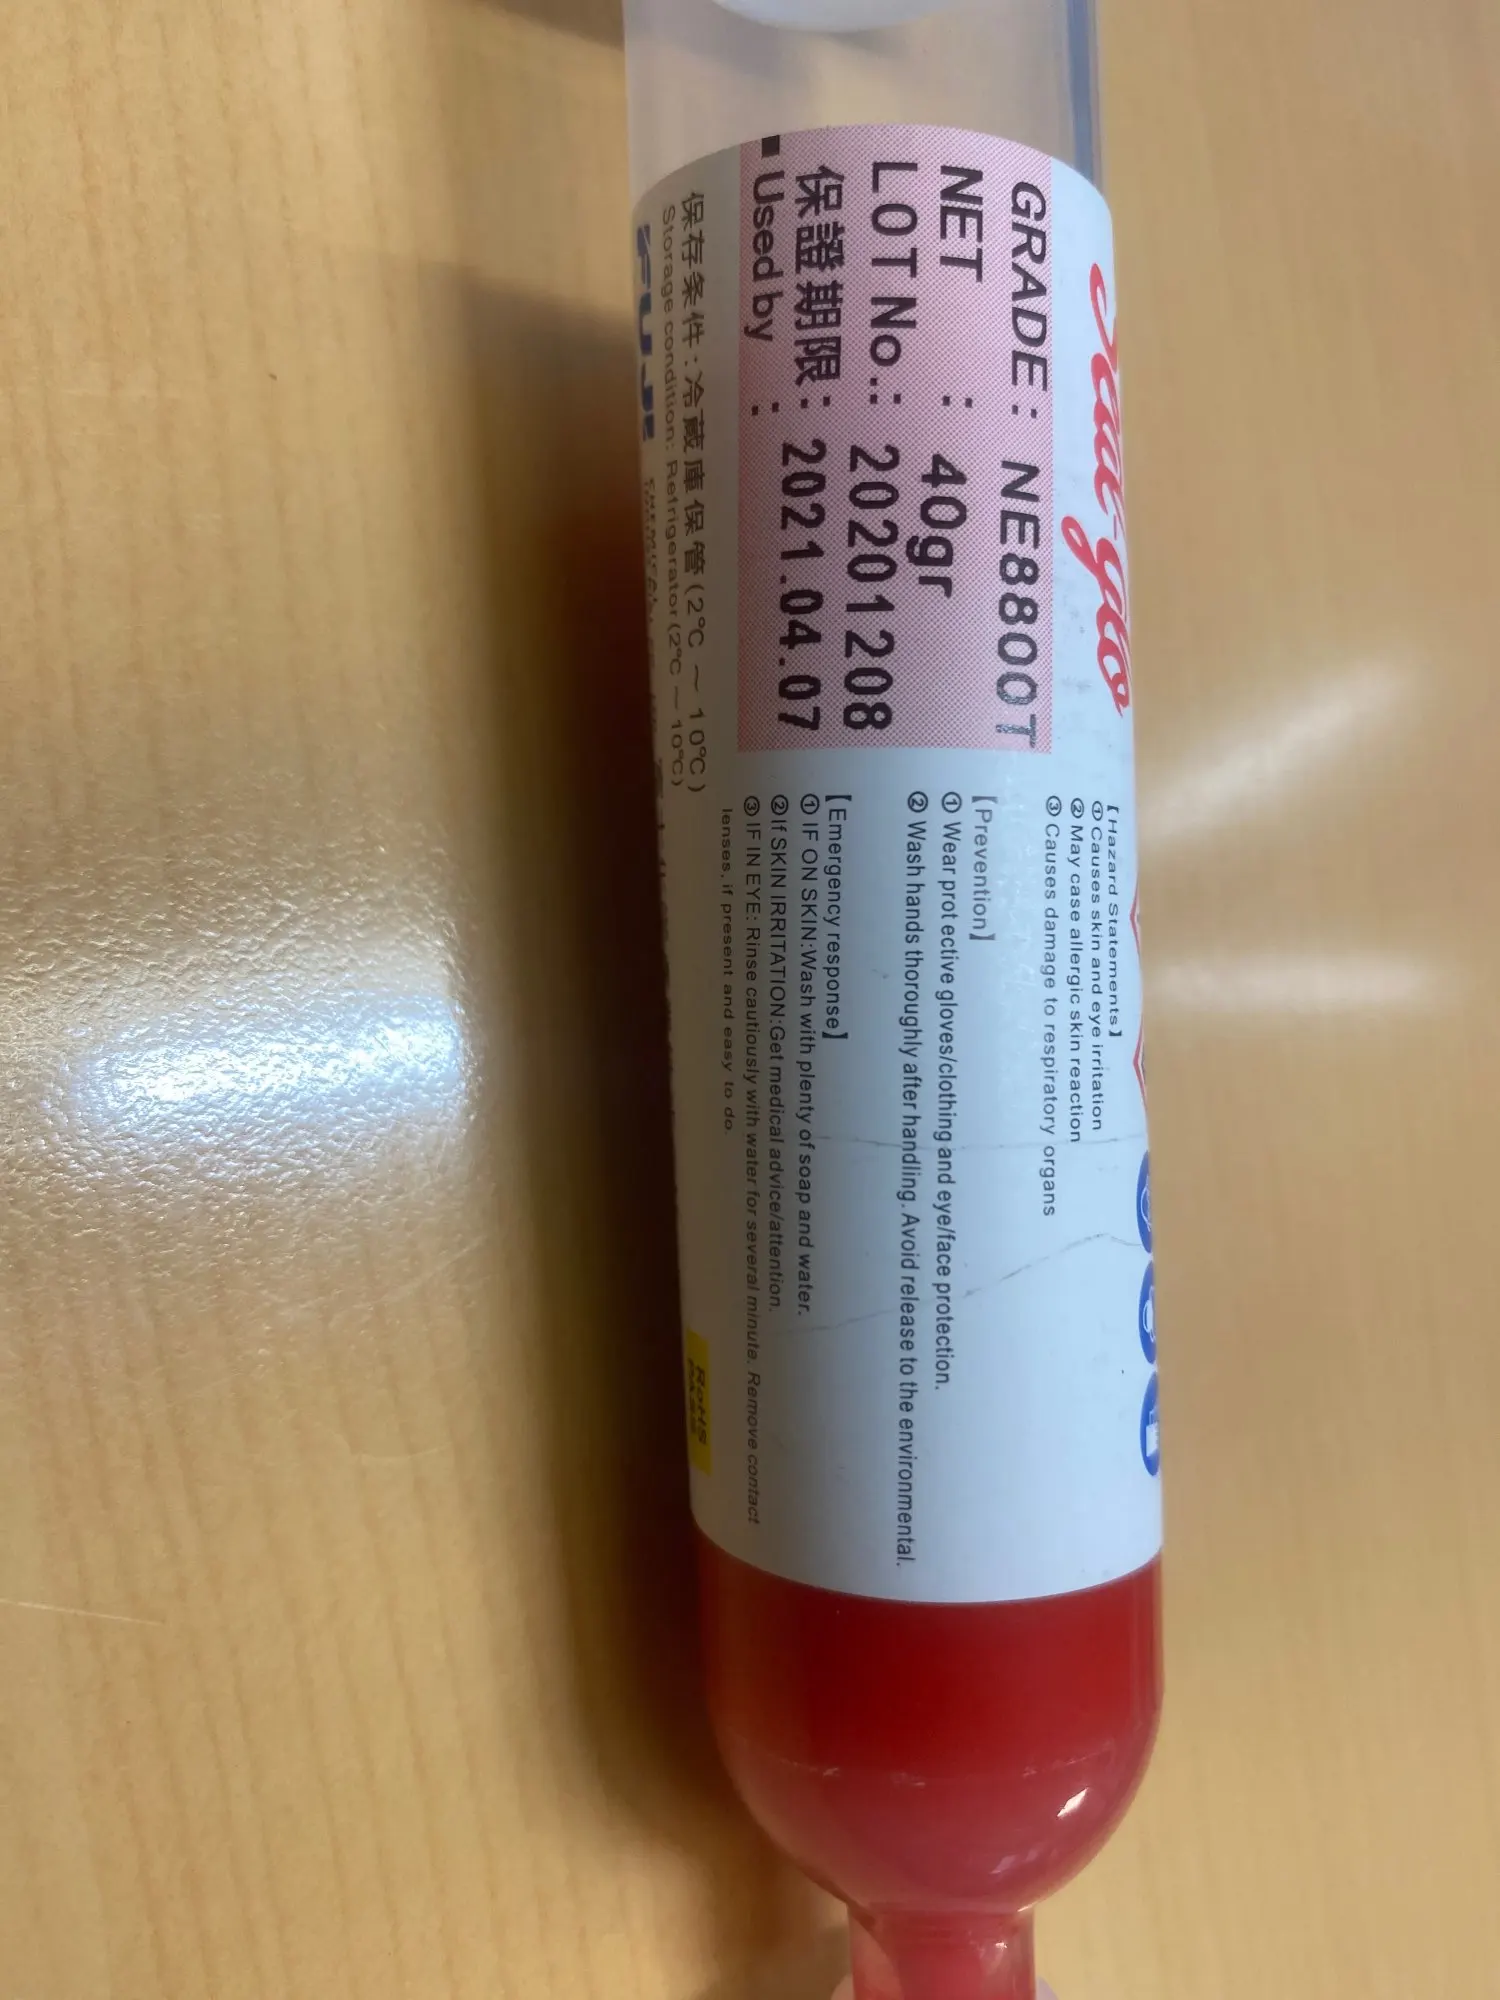 Seal-glo
GRADE : NE8800T
NET : 40gr
LOT No.: 20201208
保證期限: 2021.04.07
■ Used by :
保存条件:冷蔵庫保管(2℃ ~ 10℃)
Storage condition: Refrigerator(2℃ — 10℃)
FUJI
【Hazard Statements】
① Causes skin and eye irritation
② May case allergic skin reaction
③ Causes damage to respiratory organs
【Prevention】
① Wear prot ective gloves/clothing and eye/face protection.
② Wash hands thoroughly after handling. Avoid release to the environmental.
【Emergency response】
① IF ON SKIN:Wash with plenty of soap and water.
②If SKIN IRRITATION:Get medical advice/attention.
③ IF IN EYE: Rinse cautiously with water for several minute. Remove contact
lenses, if present and easy to do.
RoHS